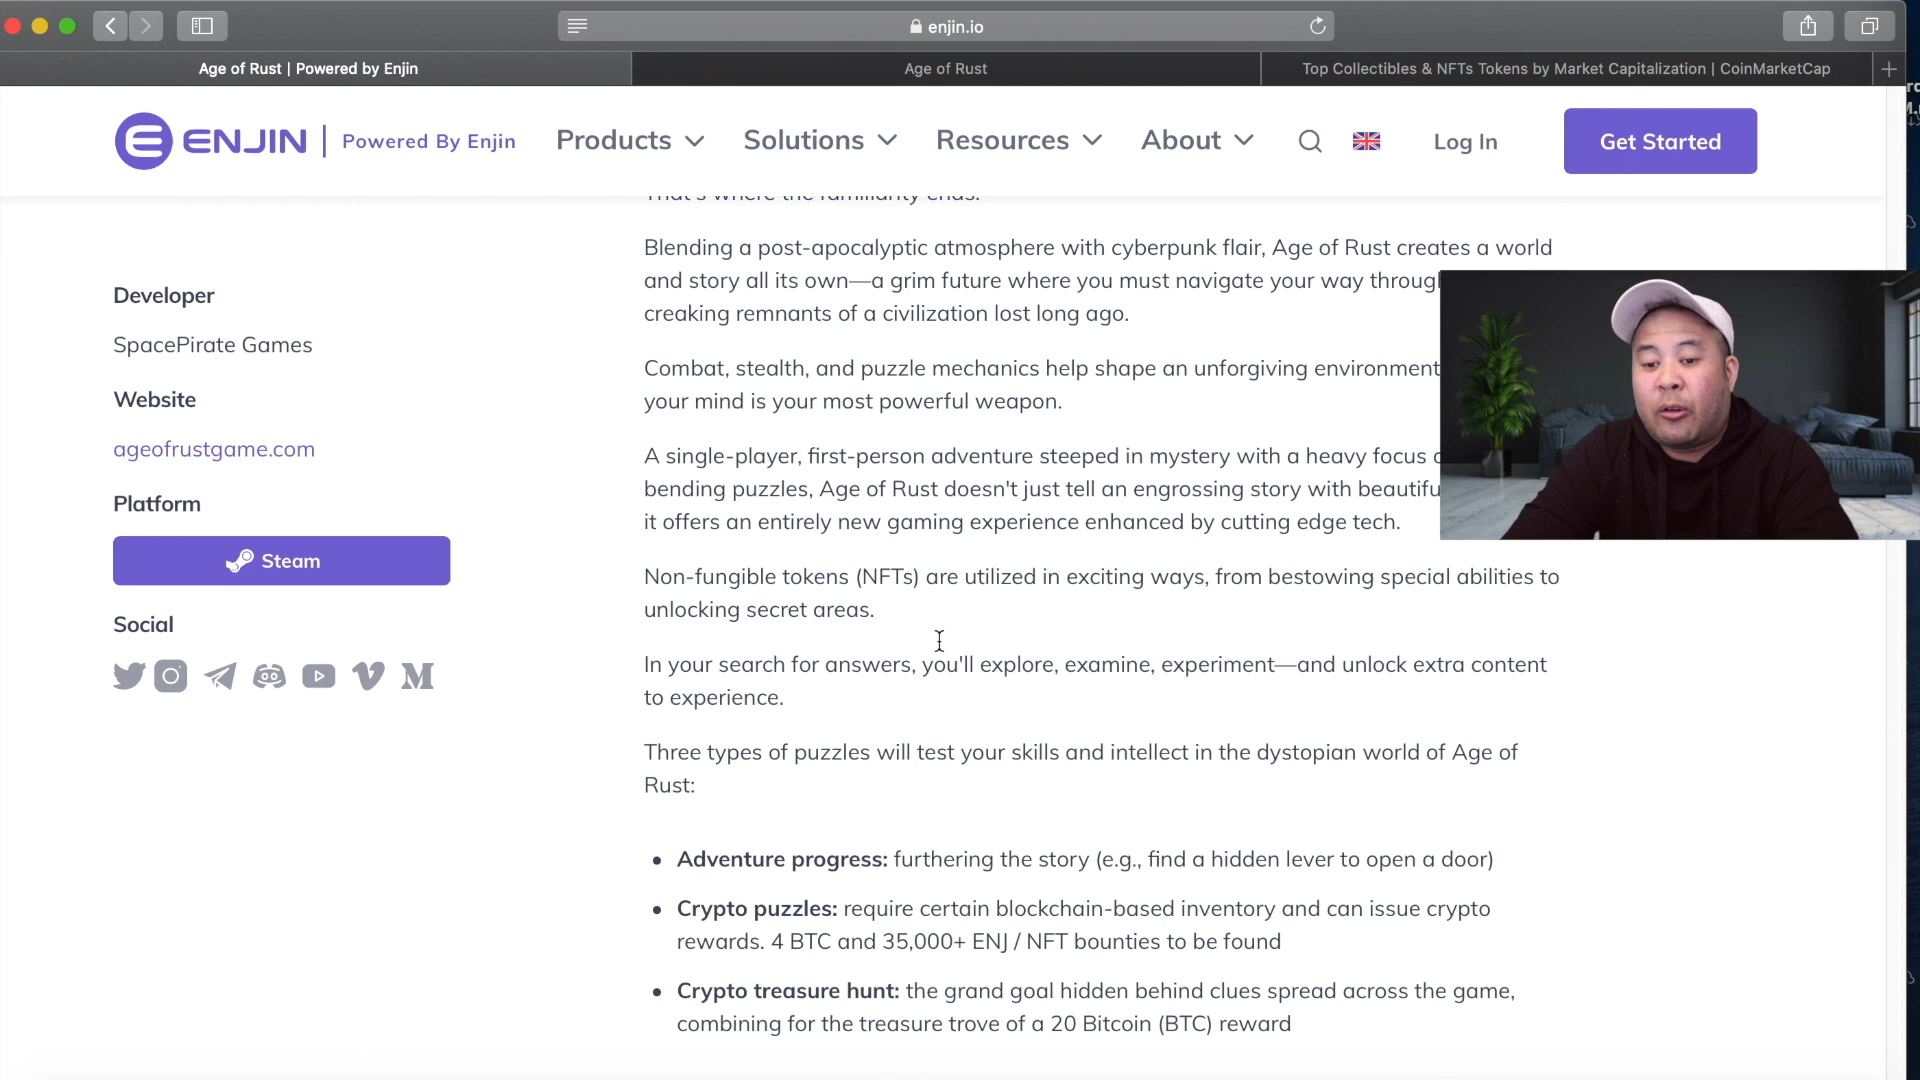 enjin.io
Age of Rust | Powered by Enjin
Age of Rust
Top Collectibles & NFTs Tokens by Market Capitalization | CoinMarketCap
ENJIN | Powered By Enjin
Products
Solutions
Resources
About
Log In
Get Started
That's where the familiarity ends.
Blending a post-apocalyptic atmosphere with cyberpunk flair, Age of Rust creates a world
and story all its own—a grim future where you must navigate your way through
creaking remnants of a civilization lost long ago.
Combat, stealth, and puzzle mechanics help shape an unforgiving environment
your mind is your most powerful weapon.
A single-player, first-person adventure steeped in mystery with a heavy focus
bending puzzles, Age of Rust doesn't just tell an engrossing story with
it offers an entirely new gaming experience enhanced by cutting edge tech.
Non-fungible tokens (NFTs) are utilized in exciting ways, from bestowing special abilities to
unlocking secret areas.
In your search for answers, you'll explore, examine, experiment—and unlock extra content
to experience.
Three types of puzzles will test your skills and intellect in the dystopian world of Age of
Rust:
• Adventure progress: furthering the story (e.g., find a hidden lever to open a door)
• Crypto puzzles: require certain blockchain-based inventory and can issue crypto
rewards. 4 BTC and 35,000+ ENJ / NFT bounties to be found
• Crypto treasure hunt: the grand goal hidden behind clues spread across the game,
combining for the treasure trove of a 20 Bitcoin (BTC) reward
Developer
SpacePirate Games
Website
ageofrustgame.com
Platform
Steam
Social